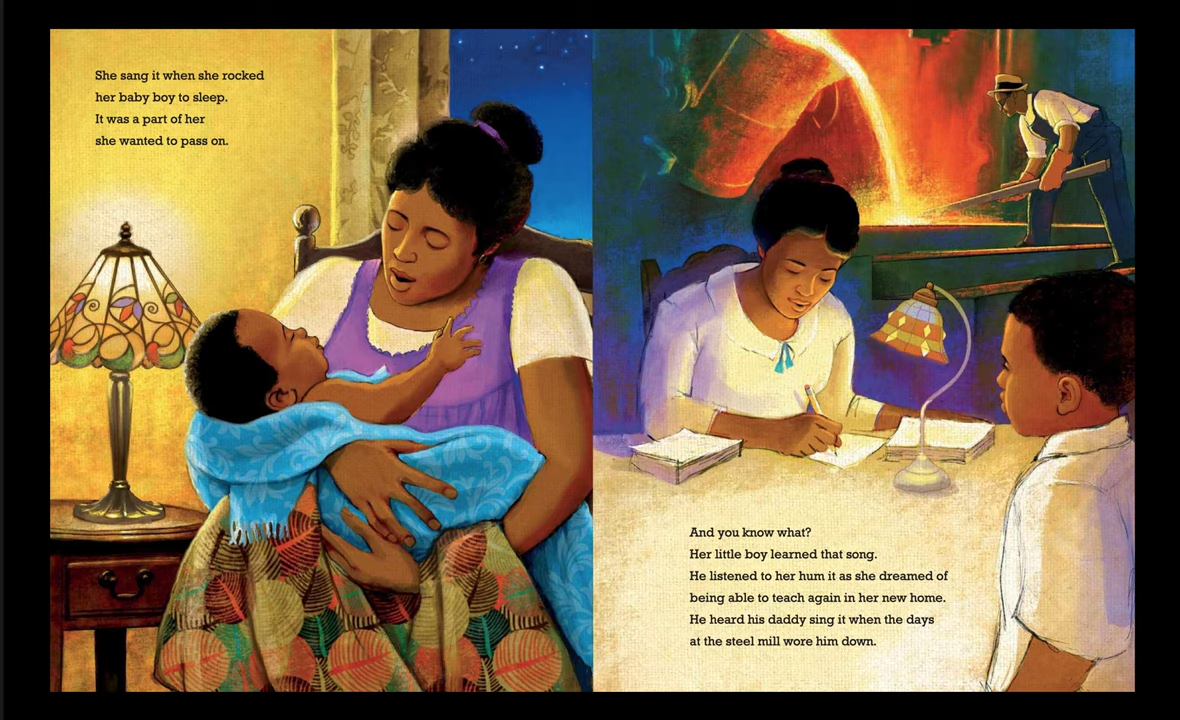 She sang it when she rocked
her baby boy to sleep.
It was a part of her
she wanted to pass on.
And you know what?
Her little boy learned that song.
He listened to her hum it as she dreamed of
being able to teach again in her new home.
He heard his daddy sing it when the days
at the steel mill wore him down.